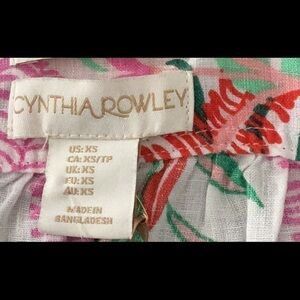 CYNTHIA ROWLEY
US: XS
CA: XS/TP
UK: XS
EU: XS
AU: XS
MADE IN
BANGLADESH